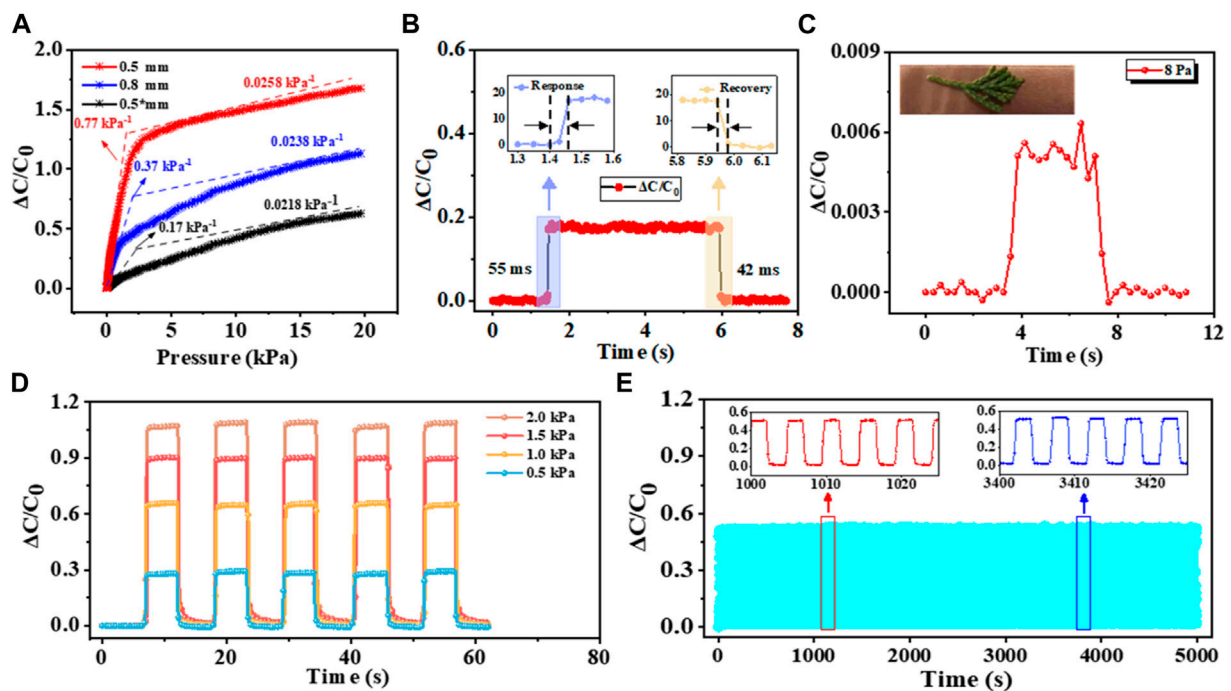 A
ΔC/C0
2.0
1.5
1.0
0.5
0.0
0.5 mm
0.8 mm
0.5*mm
0.77 kPa-1
0.0258 kPa-1
0.37 kPa-1
0.0238 kPa-1
0.17 kPa-1
0.0218 kPa-1
0 5 10 15 20
Pressure (kPa)
B
ΔC/C0
0.6
0.4
0.2
0.0
Response
20
10
0
1.3 1.4 1.5 1.6
Recovery
20
10
0
5.8 5.9 6.0 6.1
ΔC/C0
55 ms
42 ms
0 2 4 6 8
Time (s)
C
ΔC/C0
0.009
0.006
0.003
0.000
8 Pa
0 4 8 12
Time (s)
D
ΔC/C0
1.2
0.9
0.6
0.3
0.0
2.0 kPa
1.5 kPa
1.0 kPa
0.5 kPa
0 20 40 60 80
Time (s)
E
ΔC/C0
1.2
0.9
0.6
0.3
0.0
0.6
0.4
0.2
0.0
1000 1010 1020
0.6
0.4
0.2
0.0
3400 3410 3420
0 1000 2000 3000 4000 5000
Time (s)